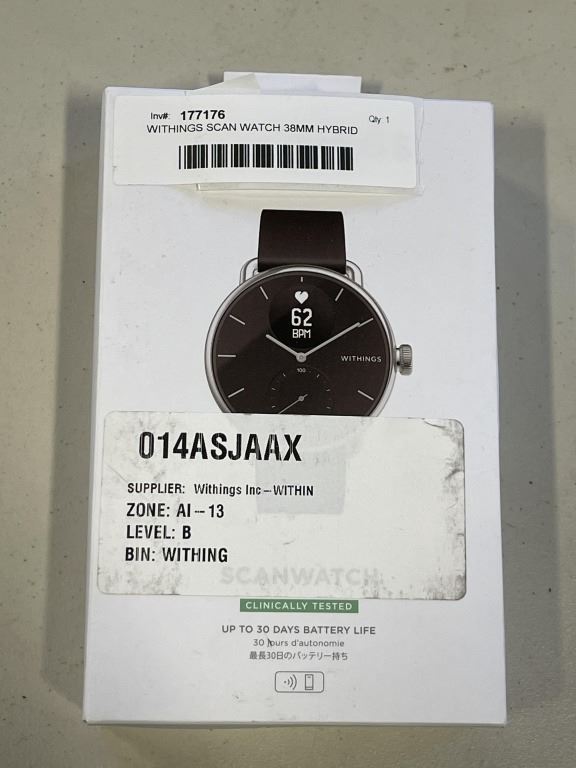 Inv#: 177176
Qty 1
WITHINGS SCAN WATCH 38MM HYBRID
62
BPM
WITHINGS
100
014ASJAAX
SUPPLIER: Withings Inc--WITHIN
ZONE: AI--13
LEVEL: B
BIN: WITHING
SCANWATCH
CLINICALLY TESTED
UP TO 30 DAYS BATTERY LIFE
30 jours d'autonomie
最長30日のバッテリー持ち